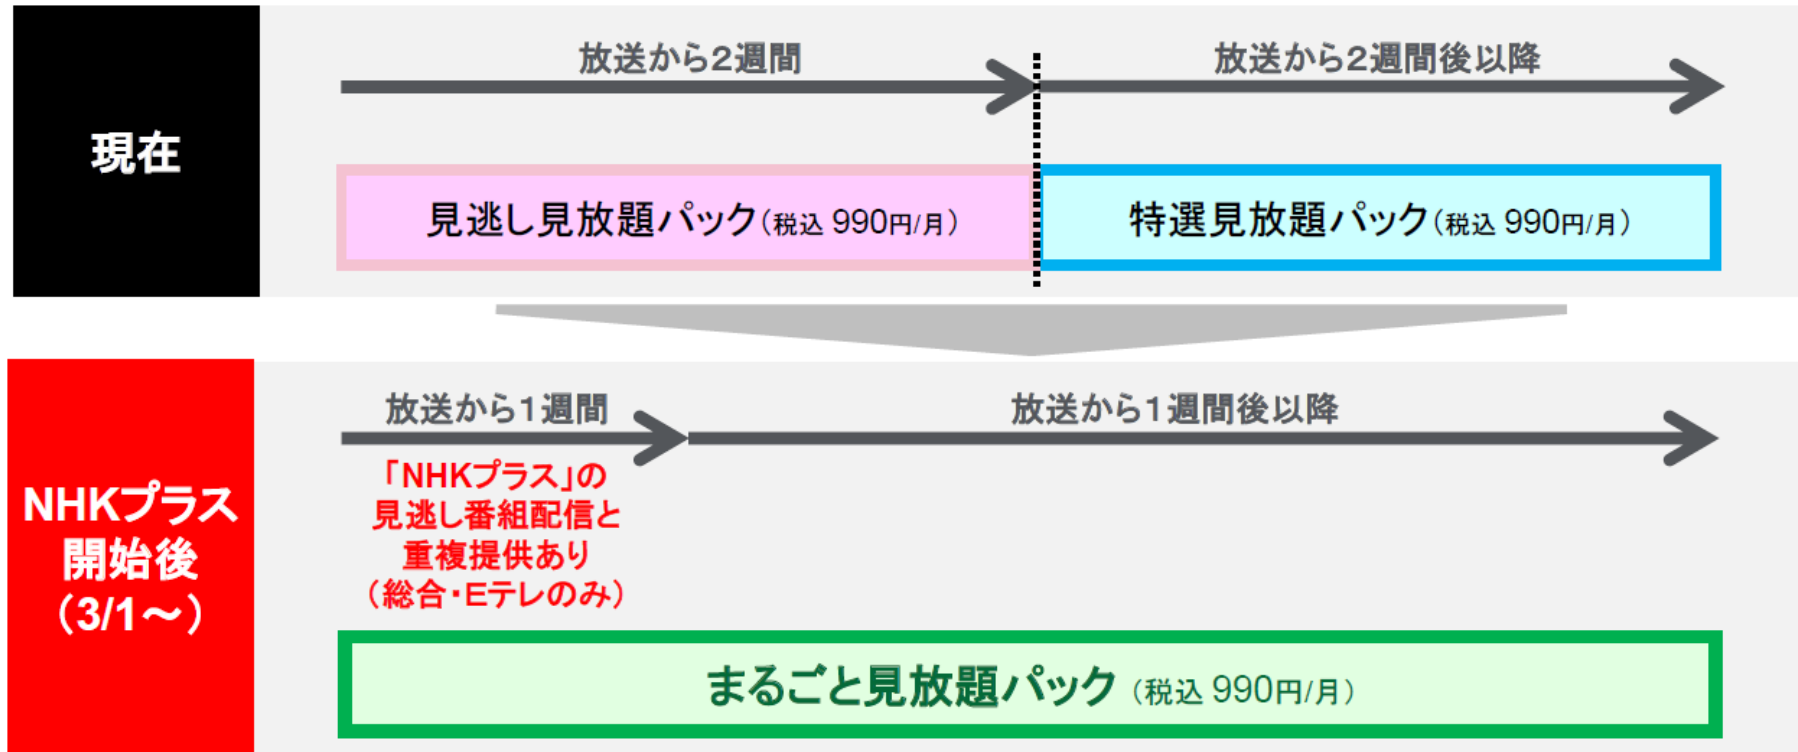 現在
放送から2週間
放送から2週間後以降
見逃し見放題パック（税込 990円/月）
特選見放題パック（税込 990円/月）
NHKプラス
開始後
（3/1～）
放送から1週間
放送から1週間後以降
「NHKプラス」の
見逃し番組配信と
重複提供あり
（総合・Eテレのみ）
まるごと見放題パック（税込 990円/月）